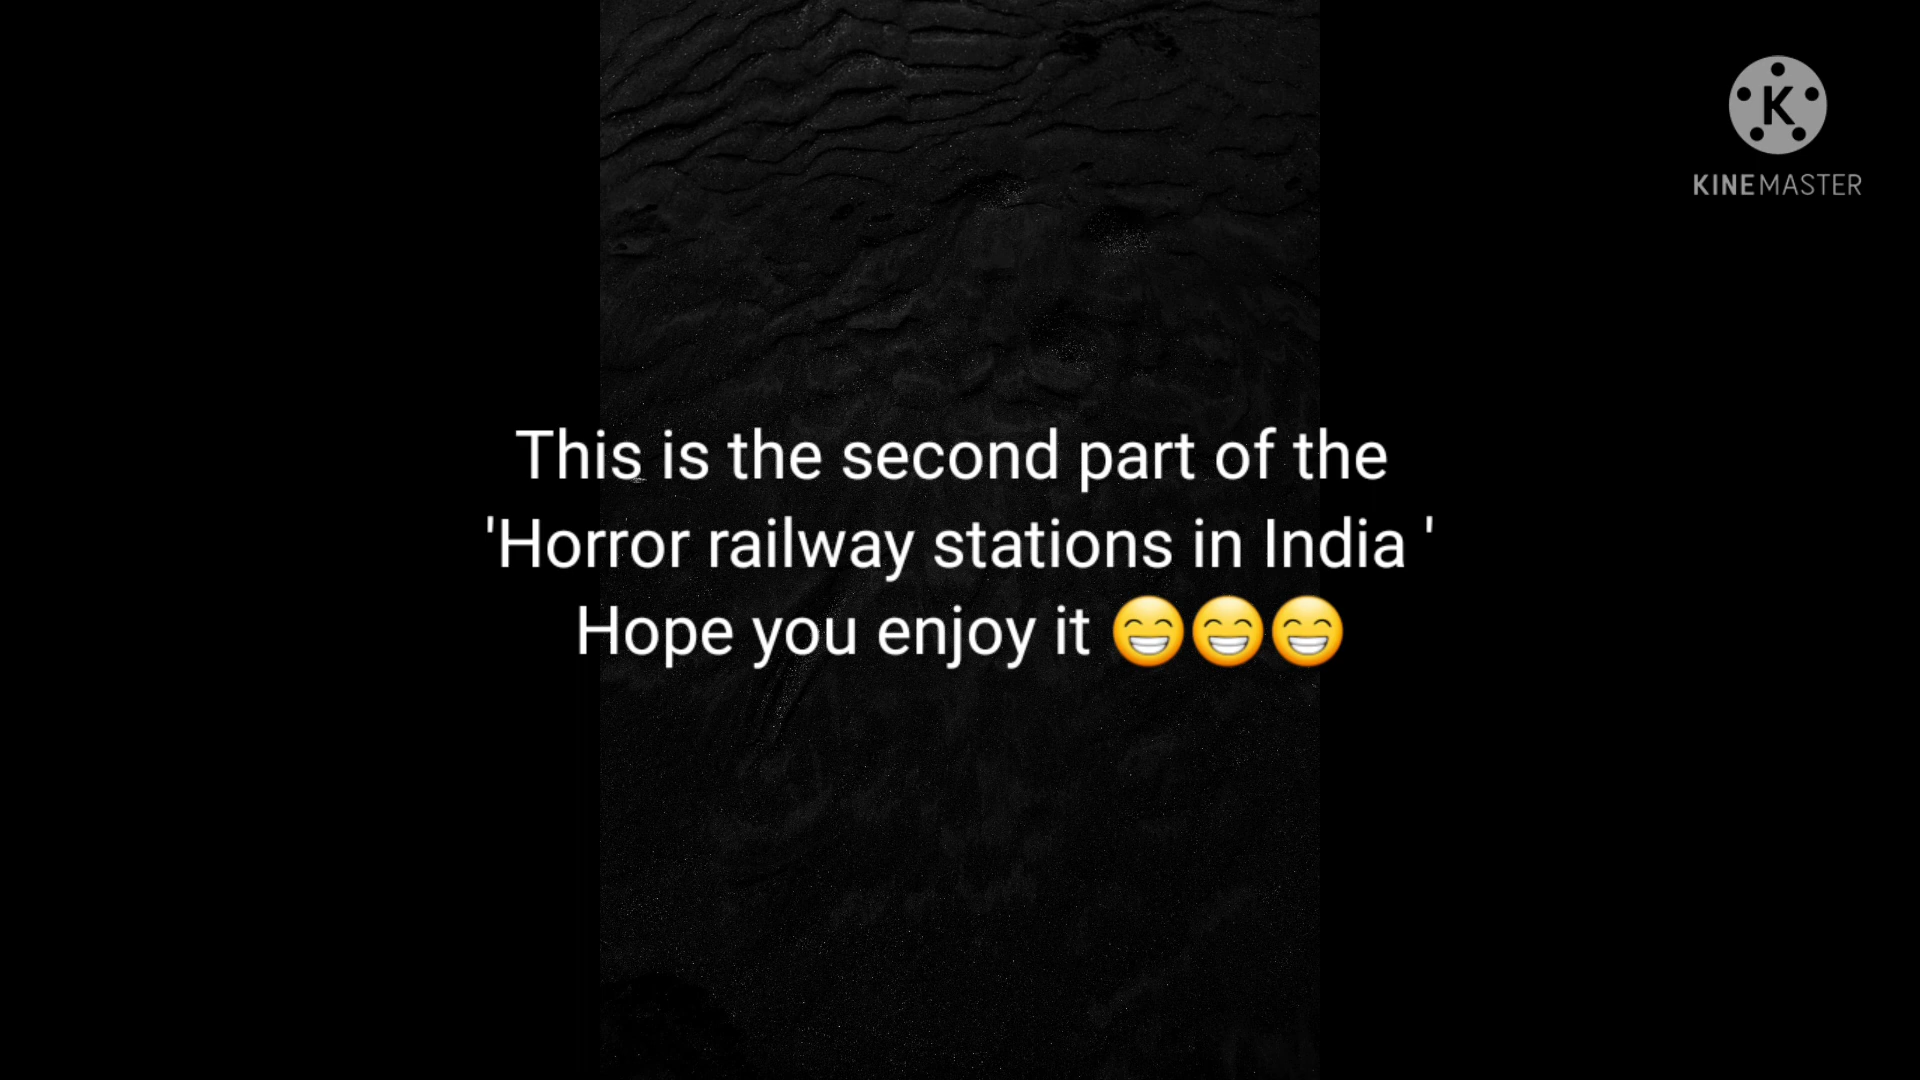 K
KINEMASTER
This is the second part of the
'Horror railway stations in India '
Hope you enjoy it 😁😁😁